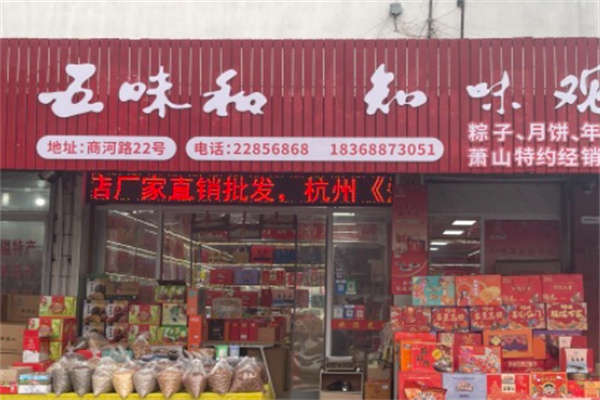 五味和 知味观
粽子、月饼、年
萧山特约经销
地址:商河路22号
电话:22856868 18368873051
店厂家直销批发,杭州《